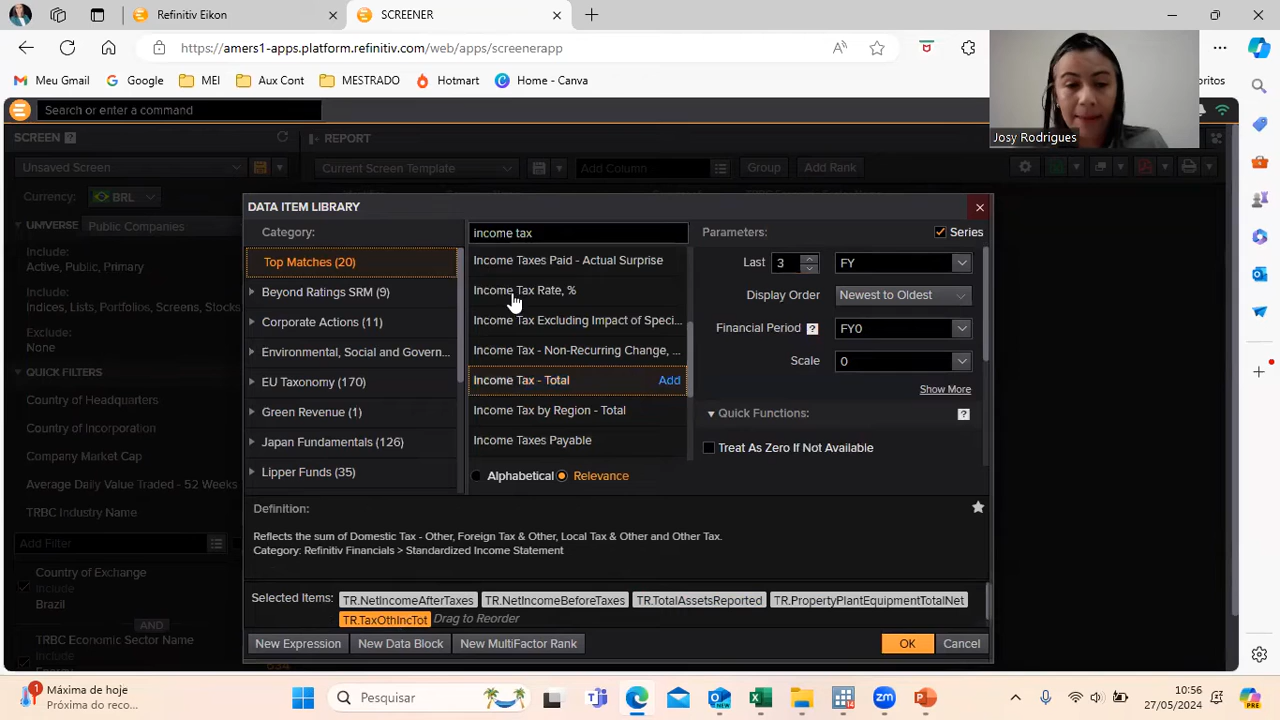 Refinitiv Eikon
SCREENER
https://amers1-apps.platform.refinitiv.com/web/apps/screenerapp
Meu Gmail
Google
MEI
Aux Cont
MESTRADO
Hotmart
Home - Canva
Josy Rodrigues
Search or enter a command
SCREEN ?
REPORT
Unsaved Screen
Current Screen Template
Add Column
Group
Add Rank
Currency: BRL
UNIVERSE Public Companies
Include:
Active, Public, Primary
Include:
Indices, Lists, Portfolios, Screens, Stocks
Exclude:
None
QUICK FILTERS
Country of Headquarters
Country of Incorporation
Company Market Cap
Average Daily Value Traded - 52 Weeks
TRBC Industry Name
Add Filter
Country of Exchange
Include
Brazil
AND
TRBC Economic Sector Name
DATA ITEM LIBRARY
Category:
Top Matches (20)
Beyond Ratings SRM (9)
Corporate Actions (11)
Environmental, Social and Govern...
EU Taxonomy (170)
Green Revenue (1)
Japan Fundamentals (126)
Lipper Funds (35)
income tax
Income Taxes Paid - Actual Surprise
Income Tax Rate, %
Income Tax Excluding Impact of Speci...
Income Tax - Non-Recurring Change, ...
Income Tax - Total Add
Income Tax by Region - Total
Income Taxes Payable
Alphabetical Relevance
Parameters: Series
Last 3 FY
Display Order Newest to Oldest
Financial Period ? FY0
Scale 0
Show More
Quick Functions: ?
Treat As Zero If Not Available
Definition:
Reflects the sum of Domestic Tax - Other, Foreign Tax & Other, Local Tax & Other and Other Tax.
Category: Refinitiv Financials > Standardized Income Statement
Selected Items: TR.NetIncomeAfterTaxes TR.NetIncomeBeforeTaxes TR.TotalAssetsReported TR.PropertyPlantEquipmentTotalNet
TR.TaxOthIncTot Drag to Reorder
New Expression
New Data Block
New MultiFactor Rank
OK
Cancel
1
Máxima de hoje
Próxima do reco...
Pesquisar
10:56
27/05/2024